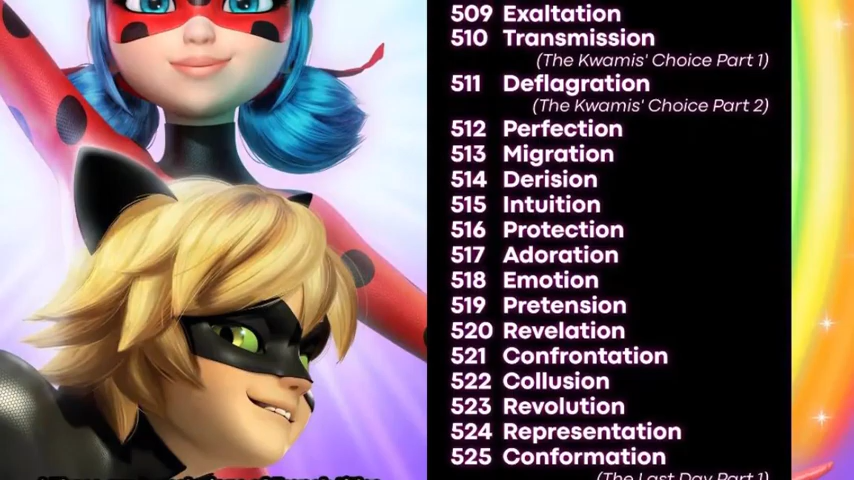 509 Exaltation
510 Transmission
(The Kwamis' Choice Part 1)
511 Deflagration
(The Kwamis' Choice Part 2)
512 Perfection
513 Migration
514 Derision
515 Intuition
516 Protection
517 Adoration
518 Emotion
519 Pretension
520 Revelation
521 Confrontation
522 Collusion
523 Revolution
524 Representation
525 Conformation
(The Last Day Part 1)